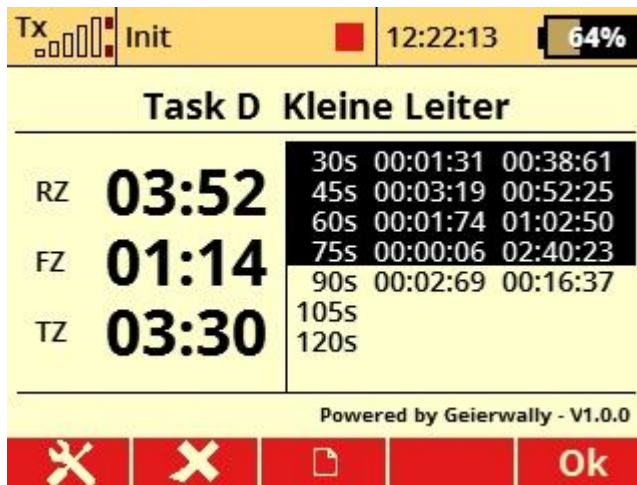 Tx Init 12:22:13 64%
Task D Kleine Leiter
RZ 03:52
FZ 01:14
TZ 03:30
30s 00:01:31 00:38:61
45s 00:03:19 00:52:25
60s 00:01:74 01:02:50
75s 00:00:06 02:40:23
90s 00:02:69 00:16:37
105s
120s
Powered by Geierwally - V1.0.0
Ok